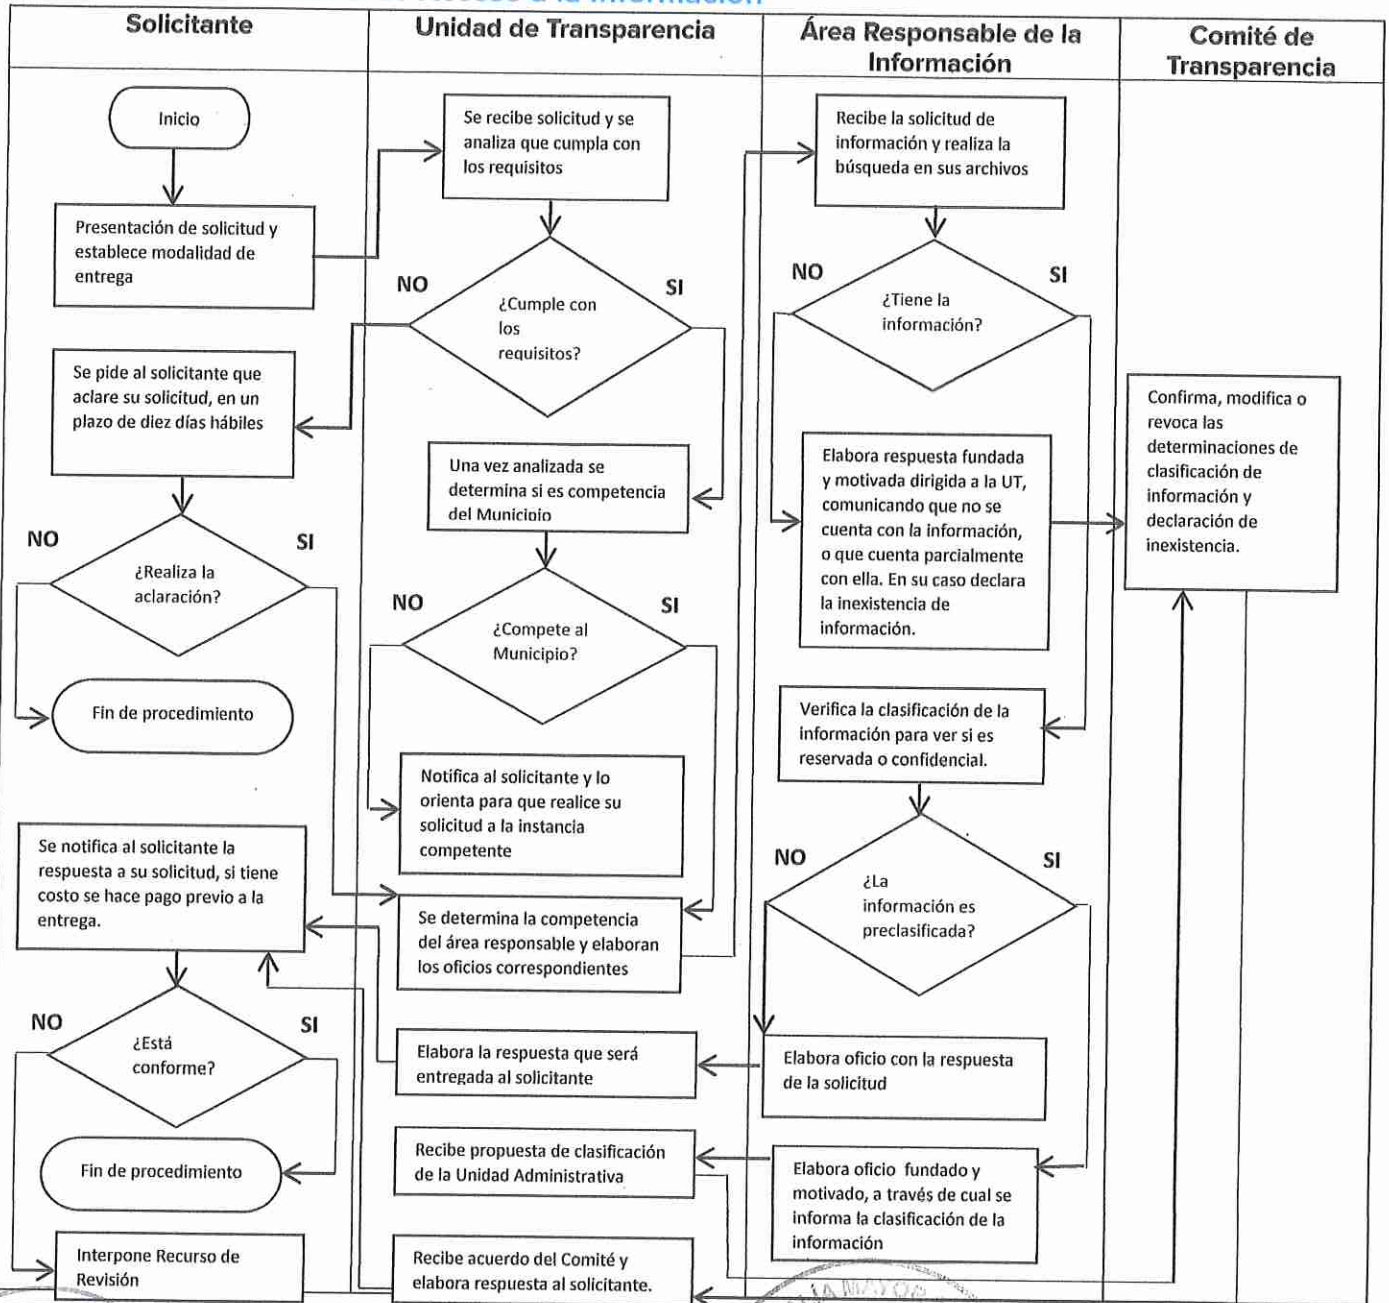 Acceso a la Información
Solicitante
Inicio
Presentación de solicitud y
establece modalidad de
entrega
Se pide al solicitante que
aclare su solicitud, en un
plazo de diez días hábiles
NO
SI
¿Realiza la
aclaración?
Fin de procedimiento
Se notifica al solicitante la
respuesta a su solicitud, si tiene
costo se hace pago previo a la
entrega.
NO
SI
¿Está
conforme?
Fin de procedimiento
Interpone Recurso de
Revisión
Unidad de Transparencia
Se recibe solicitud y se
analiza que cumpla con
los requisitos
NO
SI
¿Cumple con
los
requisitos?
Una vez analizada se
determina si es competencia
del Municipio
NO
SI
¿Compete al
Municipio?
Notifica al solicitante y lo
orienta para que realice su
solicitud a la instancia
competente
Se determina la competencia
del área responsable y elaboran
los oficios correspondientes
Elabora la respuesta que será
entregada al solicitante
Recibe propuesta de clasificación
de la Unidad Administrativa
Recibe acuerdo del Comité y
elabora respuesta al solicitante.
Área Responsable de la
Información
Recibe la solicitud de
información y realiza la
búsqueda en sus archivos
NO
SI
¿Tiene la
información?
Elabora respuesta fundada
y motivada dirigida a la UT,
comunicando que no se
cuenta con la información,
o que cuenta parcialmente
con ella. En su caso declara
la inexistencia de
información.
Verifica la clasificación de la
información para ver si es
reservada o confidencial.
NO
SI
¿La
información es
preclasificada?
Elabora oficio con la respuesta
de la solicitud
Elabora oficio fundado y
motivado, a través de cual se
informa la clasificación de la
información
Comité de
Transparencia
Confirma, modifica o
revoca las
determinaciones de
clasificación de
información y
declaración de
inexistencia.